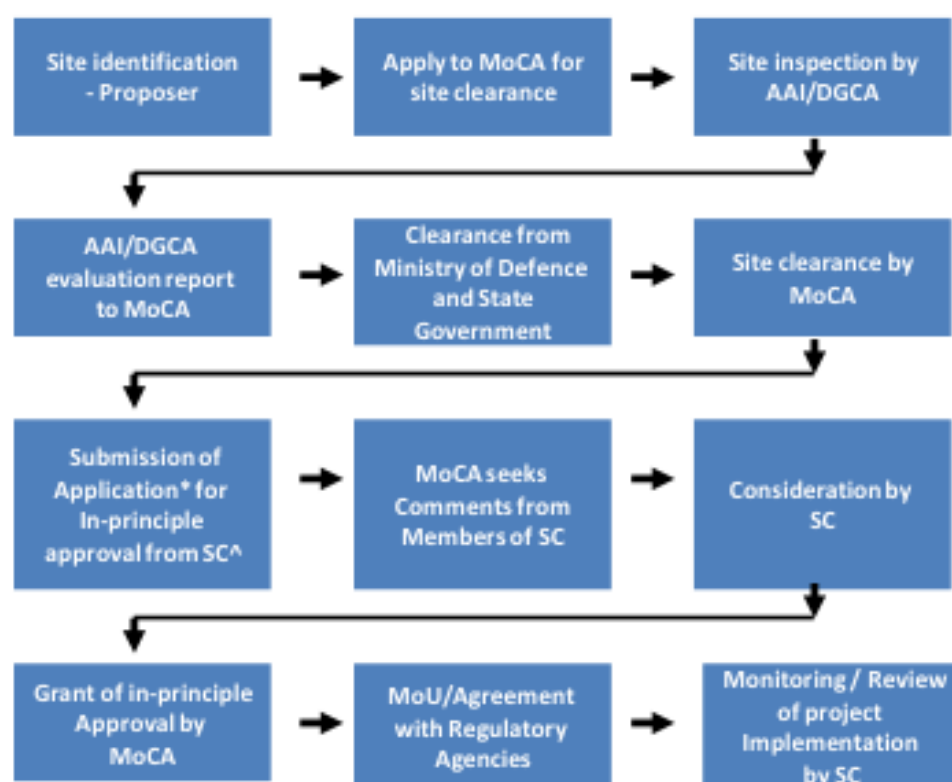 Site identification
- Proposer
Apply to MoCA for
site clearance
Site inspection by
AAI/DGCA
AAI/DGCA
evaluation report
to MoCA
Clearance from
Ministry of Defence
and State
Government
Site clearance by
MoCA
Submission of
Application* for
In-principle
approval from SC^
MoCA seeks
Comments from
Members of SC
Consideration by
SC
Grant of in-principle
Approval by
MoCA
MoU/Agreement
with Regulatory
Agencies
Monitoring / Review
of project
Implementation
by SC